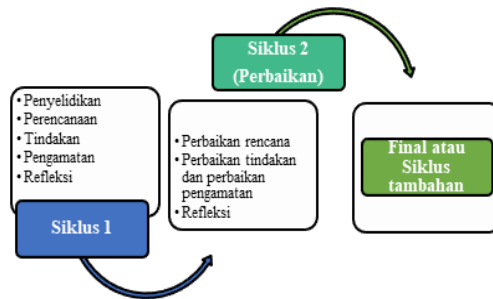 • Penyelidikan
• Perencanaan
• Tindakan
• Pengamatan
• Refleksi
Siklus 1
Siklus 2
(Perbaikan)
• Perbaikan rencana
• Perbaikan tindakan
dan perbaikan
pengamatan
• Refleksi
Final atau
Siklus
tambahan